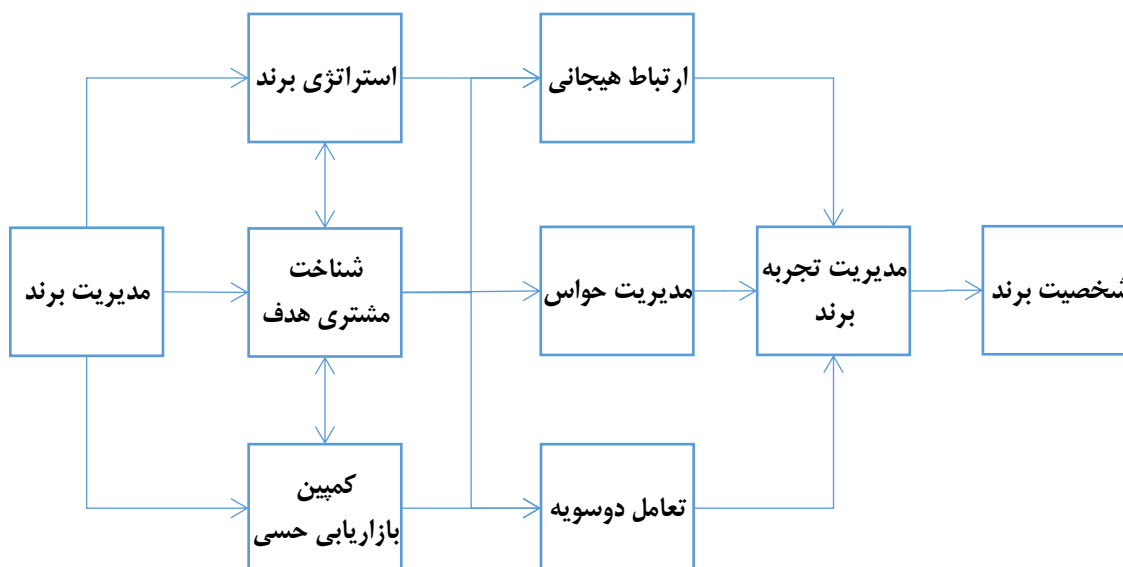 استراتژی برند
ارتباط هیجانی
مدیریت برند
شناخت
مشتری هدف
مدیریت حواس
مدیریت تجربه
برند
شخصیت برند
کمپین
بازاریابی حسی
تعامل دوسویه